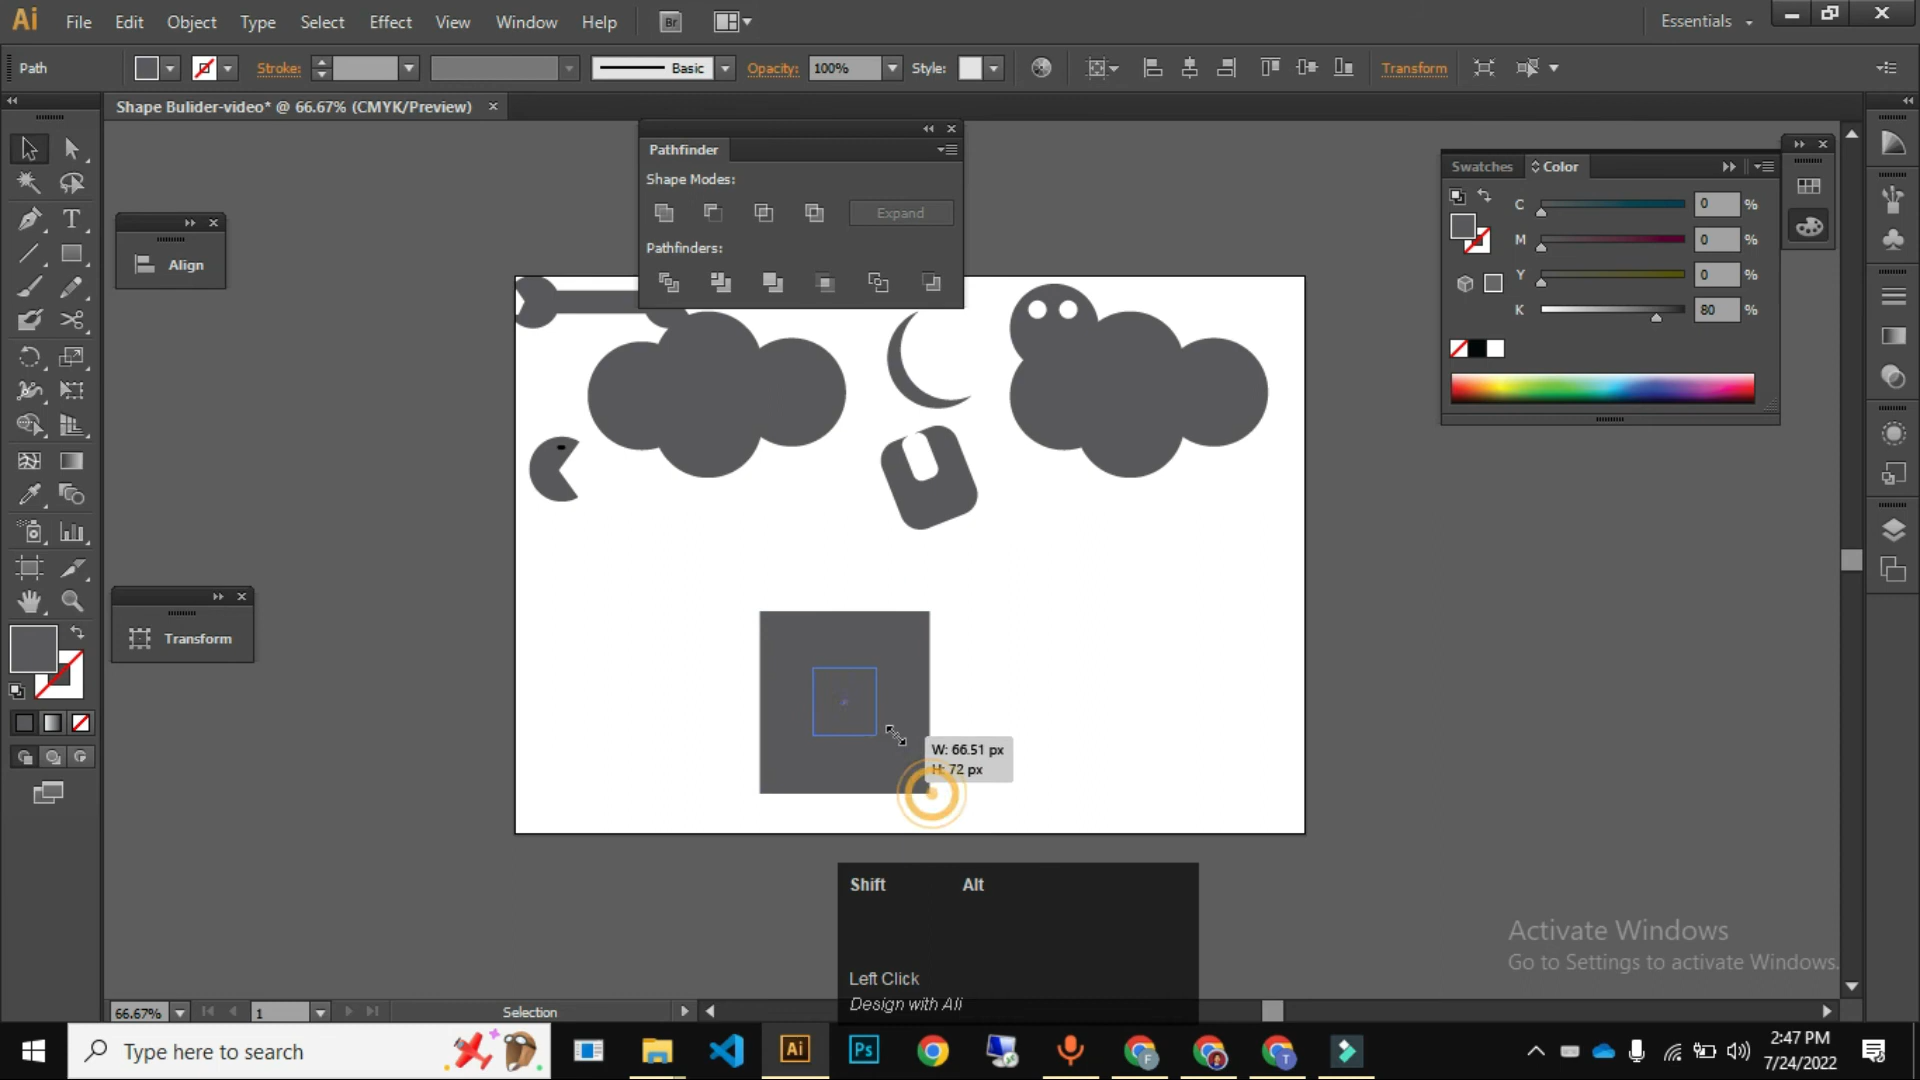 Ai File Edit Object Type Select Effect View Window Help Br Essentials
Path Stroke: Basic Opacity: 100% Style: Transform
Shape Bulider-video* @ 66.67% (CMYK/Preview)
Pathfinder
Shape Modes:
Expand
Pathfinders:
Align
Transform
Swatches Color
C 0 %
M 0 %
Y 0 %
K 80 %
W: 66.51 px
H: 72 px
Shift Alt
Left Click
Design with Ali
Activate Windows
Go to Settings to activate Windows.
66.67% 1 Selection
Type here to search
Ai
Ps
F
T
2:47 PM
7/24/2022